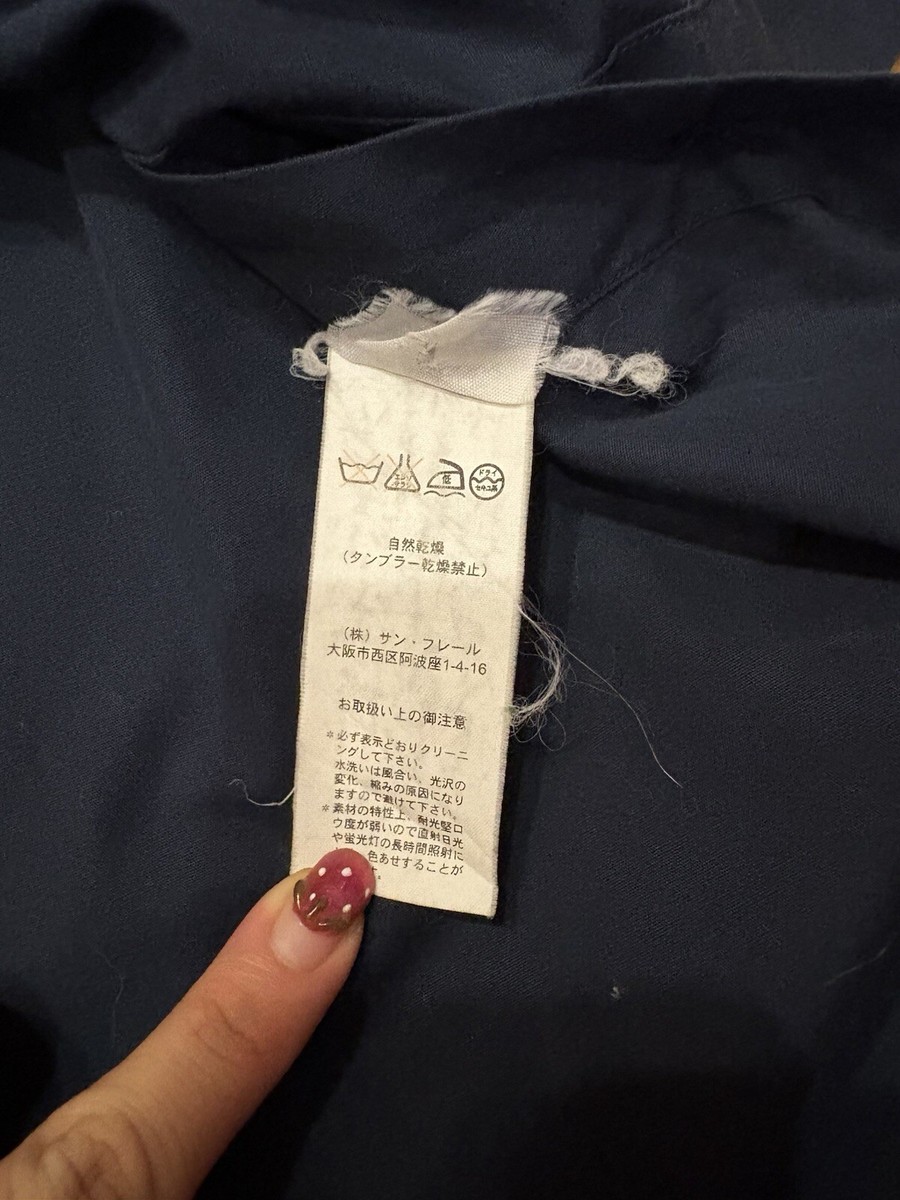 低
ドライ
セキユ系
自然乾燥
（タンブラー乾燥禁止）
（株）サン・フレール
大阪市西区阿波座1-4-16
お取扱い上の御注意
＊必ず表示どおりクリーニ
ングして下さい。
水洗いは風合い、光沢の
変化、縮みの原因になり
ますので避けて下さい。
＊素材の特性上、耐光堅ロ
ウ度が弱いので直射日光
や蛍光灯の長時間照射に
色あせすることが
す。